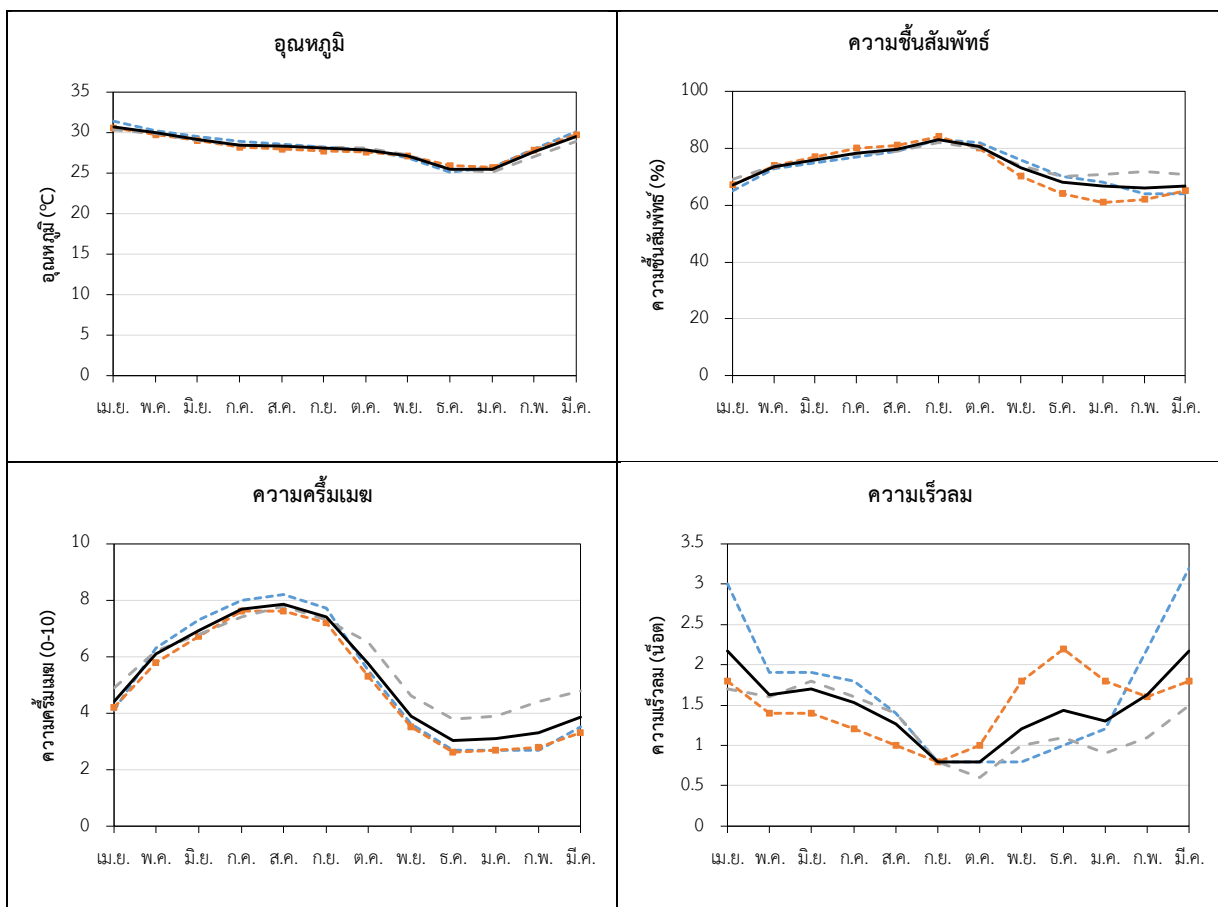 อุณหภูมิ
อุณหภูมิ (ºC)
35
30
25
20
15
10
5
0
เม.ย. พ.ค. มิ.ย. ก.ค. ส.ค. ก.ย. ต.ค. พ.ย. ธ.ค. ม.ค. ก.พ. มี.ค.
ความชื้นสัมพัทธ์
ความชื้นสัมพัทธ์ (%)
100
80
60
40
20
0
เม.ย. พ.ค. มิ.ย. ก.ค. ส.ค. ก.ย. ต.ค. พ.ย. ธ.ค. ม.ค. ก.พ. มี.ค.
ความครึ้มเมฆ
ความครึ้มเมฆ (0-10)
10
8
6
4
2
0
เม.ย. พ.ค. มิ.ย. ก.ค. ส.ค. ก.ย. ต.ค. พ.ย. ธ.ค. ม.ค. ก.พ. มี.ค.
ความเร็วลม
ความเร็วลม (น็อต)
3.5
3
2.5
2
1.5
1
0.5
0
เม.ย. พ.ค. มิ.ย. ก.ค. ส.ค. ก.ย. ต.ค. พ.ย. ธ.ค. ม.ค. ก.พ. มี.ค.